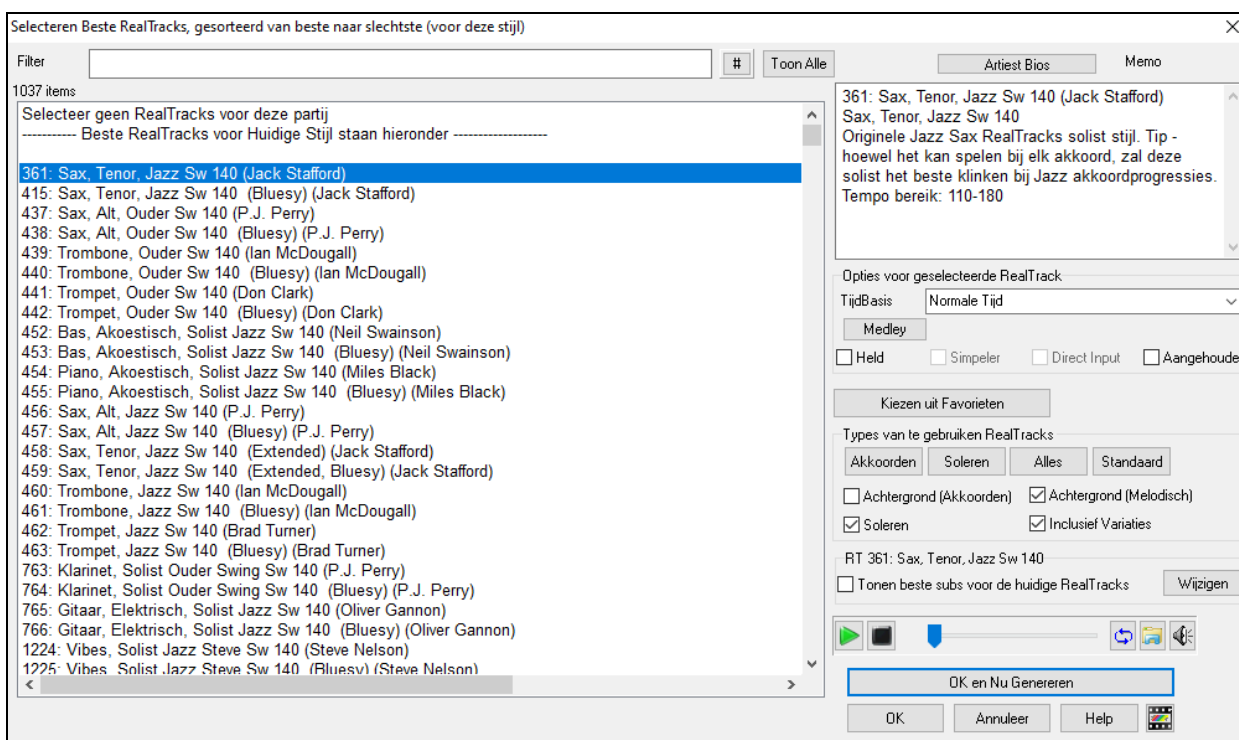 Selecteren Beste RealTracks, gesorteerd van beste naar slechtste (voor deze stijl)
Filter
#
Toon Alle
Artiest Bios
Memo
1037 items
Selecteer geen RealTracks voor deze partij
----------- Beste RealTracks voor Huidige Stijl staan hieronder -------------------
361: Sax, Tenor, Jazz Sw 140 (Jack Stafford)
415: Sax, Tenor, Jazz Sw 140 (Bluesy) (Jack Stafford)
437: Sax, Alt, Ouder Sw 140 (P.J. Perry)
438: Sax, Alt, Ouder Sw 140 (Bluesy) (P.J. Perry)
439: Trombone, Ouder Sw 140 (Ian McDougall)
440: Trombone, Ouder Sw 140 (Bluesy) (Ian McDougall)
441: Trompet, Ouder Sw 140 (Don Clark)
442: Trompet, Ouder Sw 140 (Bluesy) (Don Clark)
452: Bas, Akoestisch, Solist Jazz Sw 140 (Neil Swainson)
453: Bas, Akoestisch, Solist Jazz Sw 140 (Bluesy) (Neil Swainson)
454: Piano, Akoestisch, Solist Jazz Sw 140 (Miles Black)
455: Piano, Akoestisch, Solist Jazz Sw 140 (Bluesy) (Miles Black)
456: Sax, Alt, Jazz Sw 140 (P.J. Perry)
457: Sax, Alt, Jazz Sw 140 (Bluesy) (P.J. Perry)
458: Sax, Tenor, Jazz Sw 140 (Extended) (Jack Stafford)
459: Sax, Tenor, Jazz Sw 140 (Extended, Bluesy) (Jack Stafford)
460: Trombone, Jazz Sw 140 (Ian McDougall)
461: Trombone, Jazz Sw 140 (Bluesy) (Ian McDougall)
462: Trompet, Jazz Sw 140 (Brad Turner)
463: Trompet, Jazz Sw 140 (Bluesy) (Brad Turner)
763: Klarinet, Solist Ouder Swing Sw 140 (P.J. Perry)
764: Klarinet, Solist Ouder Swing Sw 140 (Bluesy) (P.J. Perry)
765: Gitaar, Elektrisch, Solist Jazz Sw 140 (Oliver Gannon)
766: Gitaar, Elektrisch, Solist Jazz Sw 140 (Bluesy) (Oliver Gannon)
1224: Vibes, Solist Jazz Steve Sw 140 (Steve Nelson)
1225: Vibes, Solist Jazz Steve Sw 140 (Bluesy) (Steve Nelson)
361: Sax, Tenor, Jazz Sw 140 (Jack Stafford)
Sax, Tenor, Jazz Sw 140
Originele Jazz Sax RealTracks solist stijl. Tip -
hoewel het kan spelen bij elk akkoord, zal deze
solist het beste klinken bij Jazz akkoordprogressies.
Tempo bereik: 110-180
Opties voor geselecteerde RealTrack
TijdBasis
Normale Tijd
Medley
Held
Simpeler
Direct Input
Aangehoude
Kiezen uit Favorieten
Types van te gebruiken RealTracks
Akkoorden
Soleren
Alles
Standaard
Achtergrond (Akkoorden)
Achtergrond (Melodisch)
Soleren
Inclusief Variaties
RT 361: Sax, Tenor, Jazz Sw 140
Tonen beste subs voor de huidige RealTracks
Wijzigen
OK en Nu Genereren
OK
Annuleer
Help